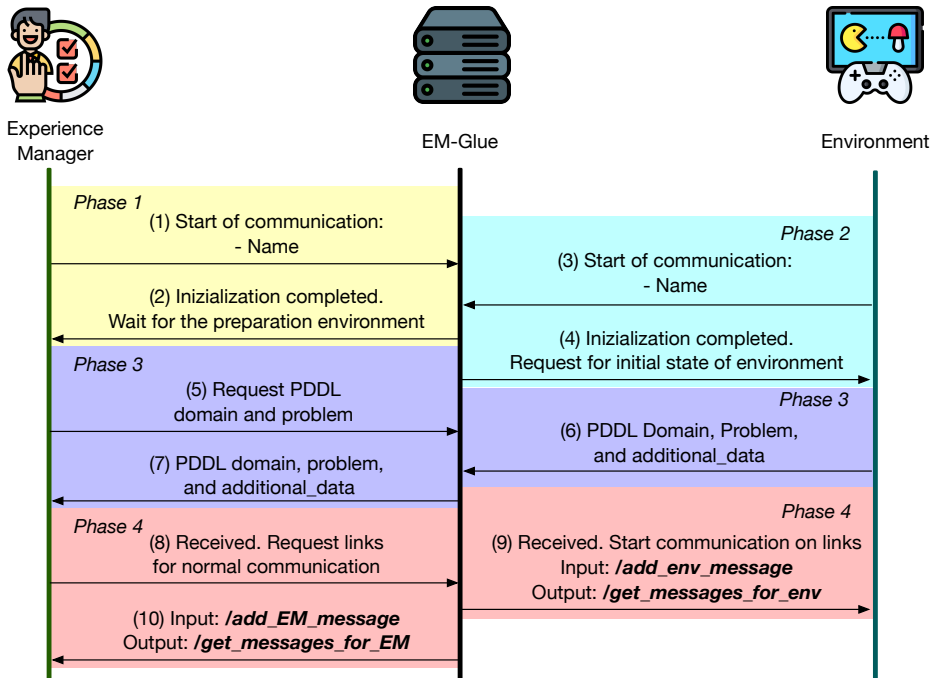 Experience
Manager
EM-Glue
Environment
Phase 1
(1) Start of communication:
- Name
Phase 2
(3) Start of communication:
- Name
(2) Inizialization completed.
Wait for the preparation environment
(4) Inizialization completed.
Request for initial state of environment
Phase 3
(5) Request PDDL
domain and problem
Phase 3
(6) PDDL Domain, Problem,
and additional_data
(7) PDDL domain, problem,
and additional_data
Phase 4
(8) Received. Request links
for normal communication
Phase 4
(9) Received. Start communication on links
Input: /add_env_message
Output: /get_messages_for_env
(10) Input: /add_EM_message
Output: /get_messages_for_EM